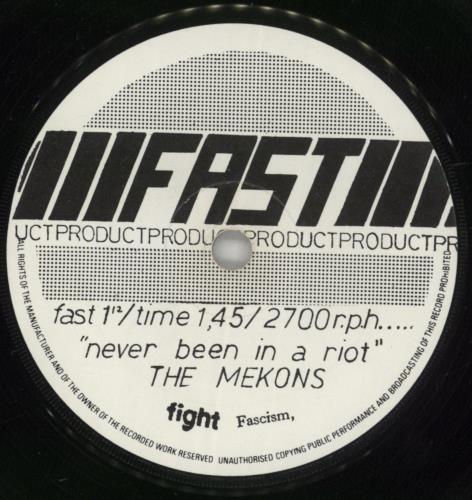 FAST
UCTPRODUCTPRODUCTPRODUCTPRODUCTPR
fast 1¹²/time 1,45/2700 r.p.h.....
"never been in a riot"
THE MEKONS
fight Fascism,
ALL RIGHTS OF THE MANUFACTURER AND OF THE OWNER OF THE RECORDED WORK RESERVED UNAUTHORISED COPYING PUBLIC PERFORMANCE AND BROADCASTING OF THIS RECORD PROHIBITED